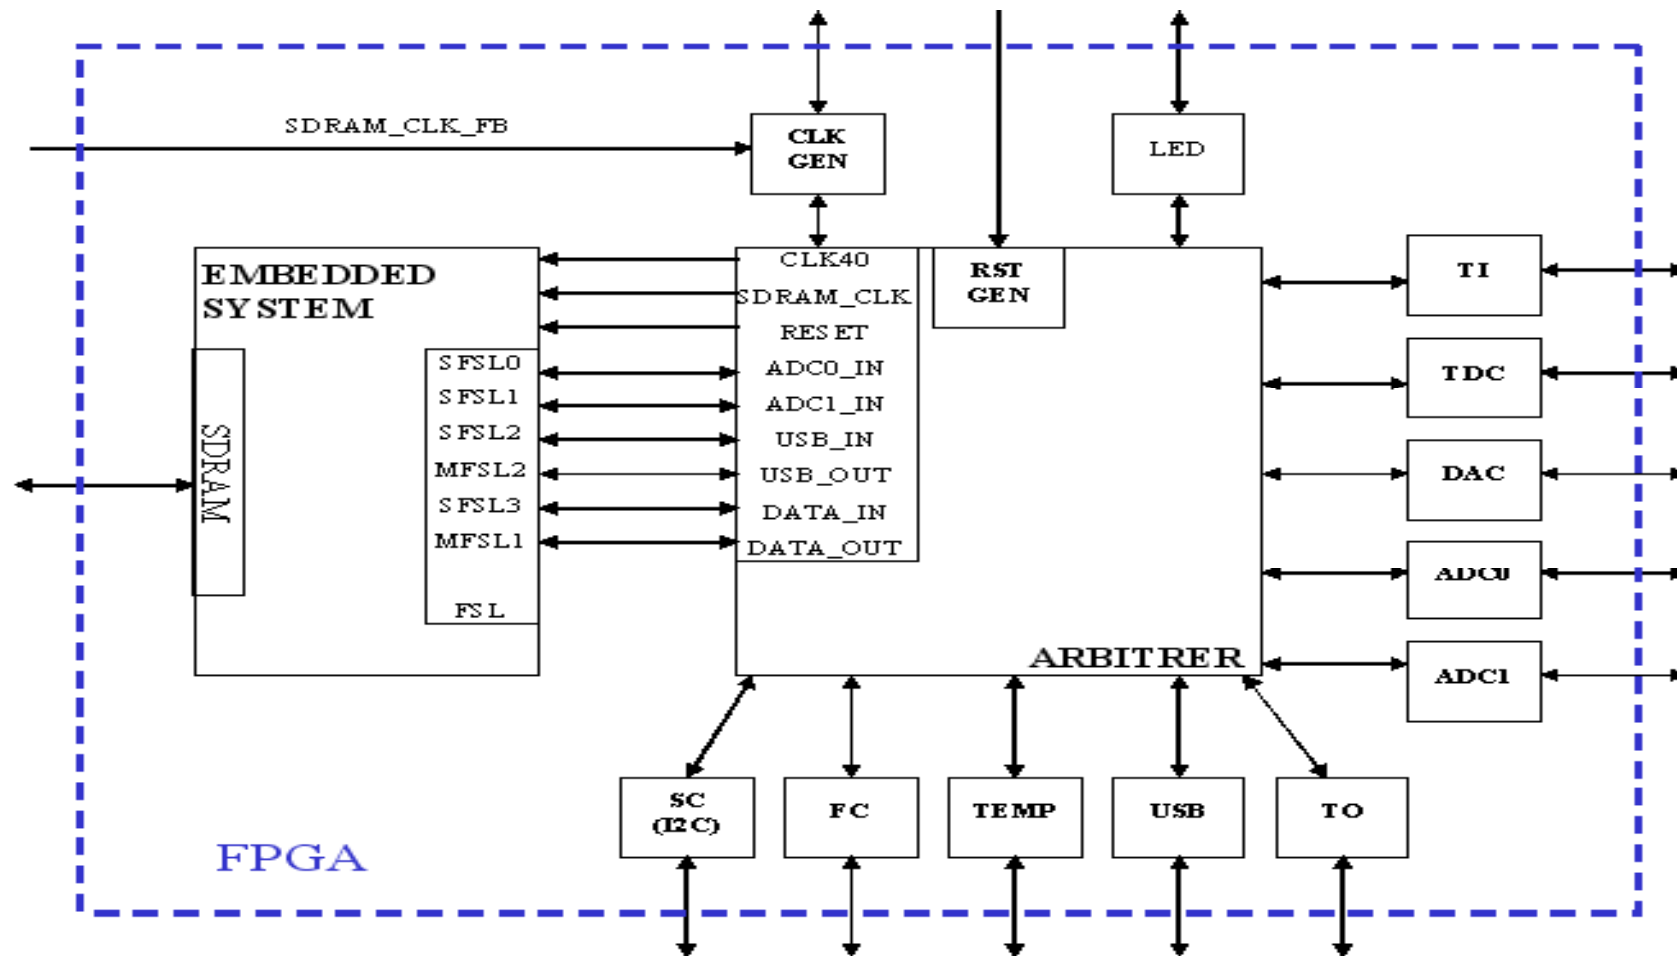 SDRAM_CLK_FB
CLK
GEN
LED
EMBEDDED
SYSTEM
SDRAM
SFSL0
SFSL1
SFSL2
MFSL2
SFSL3
MFSL1
FSL
CLK40
SDRAM_CLK
RESET
ADC0_IN
ADC1_IN
USB_IN
USB_OUT
DATA_IN
DATA_OUT
RST
GEN
ARBITRER
TI
TDC
DAC
ADC0
ADC1
SC
(I2C)
FC
TEMP
USB
TO
FPGA